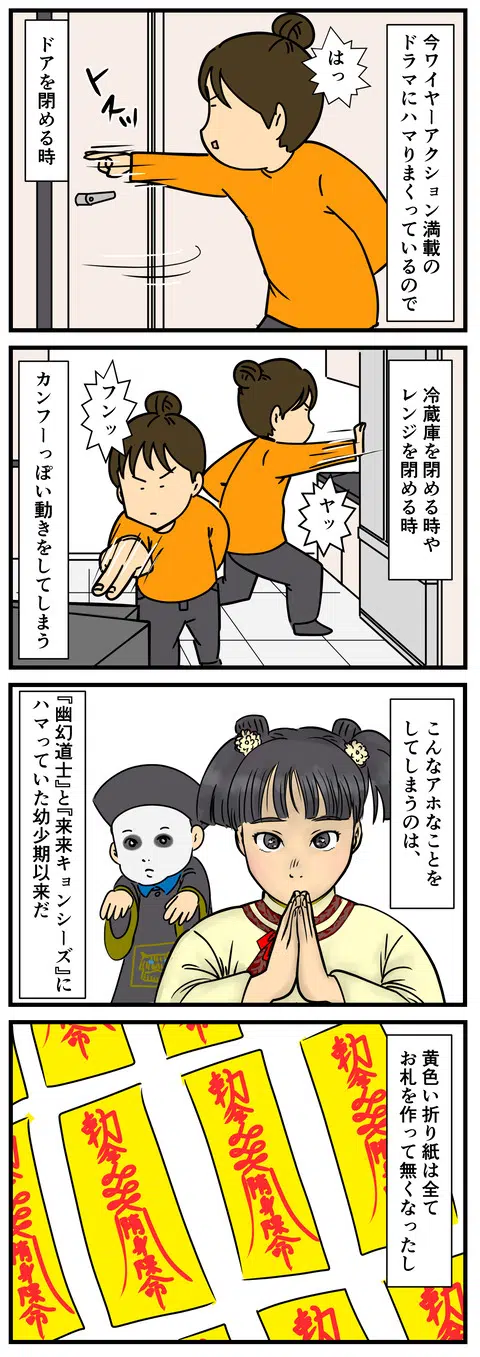 今ワイヤーアクション満載の
ドラマにハマりまくっているので
はっ
トスッ
ドアを閉める時
冷蔵庫を閉める時や
レンジを閉める時
ヤッ
フンッ
カンフーっぽい動きをしてしまう
こんなアホなことを
してしまうのは、
『幽幻道士』と『来来キョンシーズ』に
ハマっていた幼少期以来だ
黄色い折り紙は全て
お札を作って無くなったし